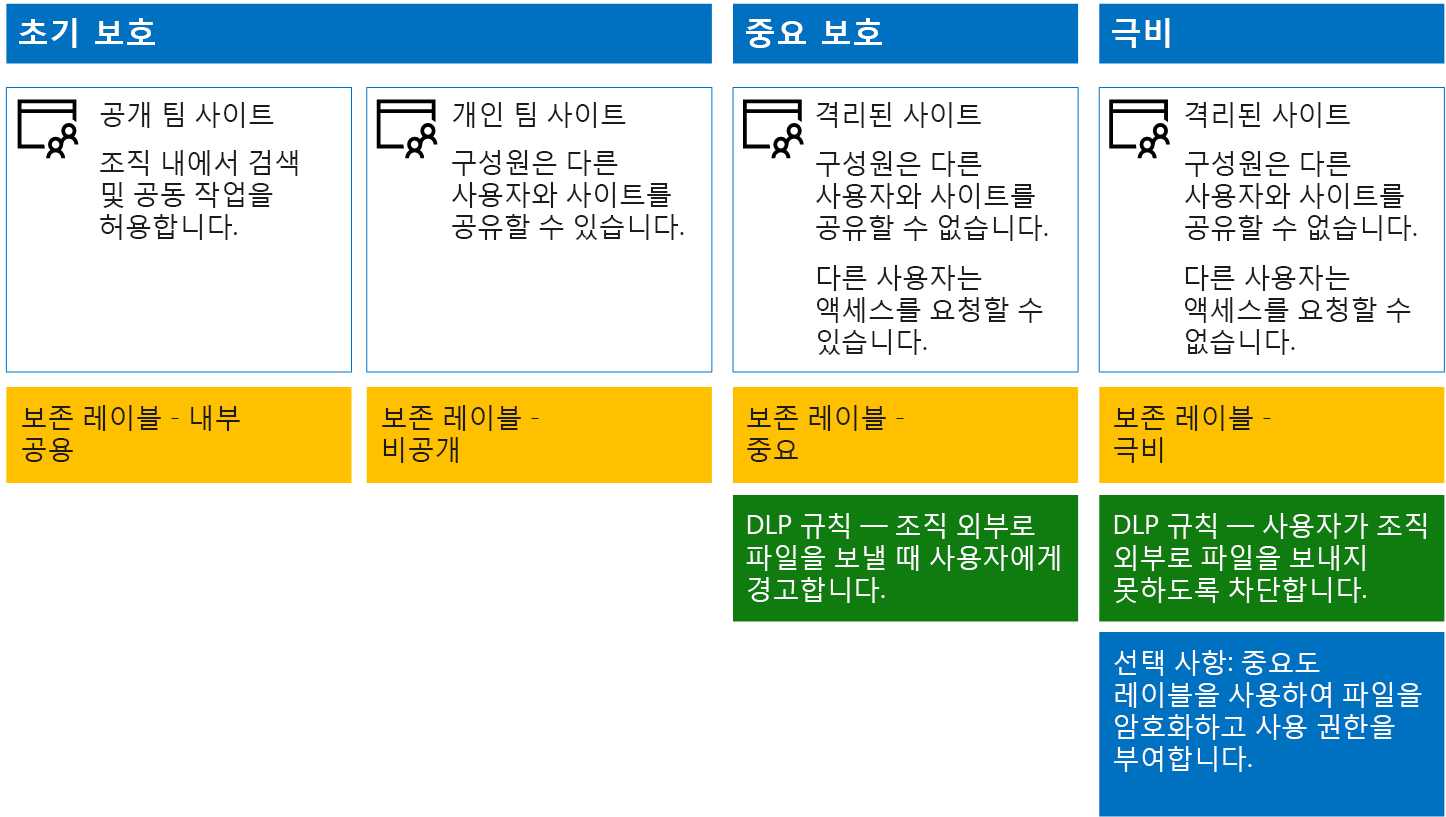 초기 보호
중요 보호
극비
공개 팀 사이트
조직 내에서 검색
및 공동 작업을
허용합니다.
개인 팀 사이트
구성원은 다른
사용자와 사이트를
공유할 수 있습니다.
격리된 사이트
구성원은 다른
사용자와 사이트를
공유할 수 없습니다.
다른 사용자는
액세스를 요청할 수
있습니다.
격리된 사이트
구성원은 다른
사용자와 사이트를
공유할 수 없습니다.
다른 사용자는
액세스를 요청할 수
없습니다.
보존 레이블 - 내부
공용
보존 레이블 -
비공개
보존 레이블 -
중요
보존 레이블 -
극비
DLP 규칙 — 조직 외부로
파일을 보낼 때 사용자에게
경고합니다.
DLP 규칙 — 사용자가 조직
외부로 파일을 보내지
못하도록 차단합니다.
선택 사항: 중요도
레이블을 사용하여 파일을
암호화하고 사용 권한을
부여합니다.